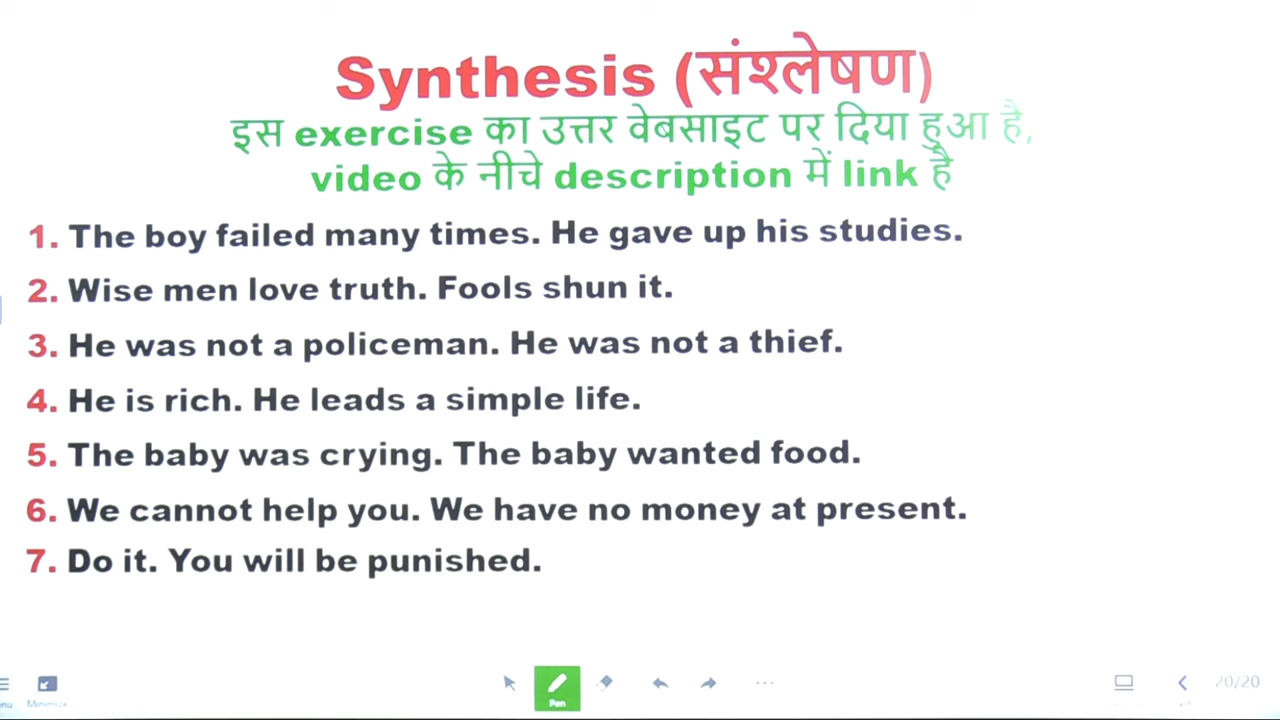 Synthesis (संश्लेषण)
इस exercise का उत्तर वेबसाइट पर दिया हुआ है,
video के नीचे description में link है
1. The boy failed many times. He gave up his studies.
2. Wise men love truth. Fools shun it.
3. He was not a policeman. He was not a thief.
4. He is rich. He leads a simple life.
5. The baby was crying. The baby wanted food.
6. We cannot help you. We have no money at present.
7. Do it. You will be punished.
Minimize
Pen
20/20